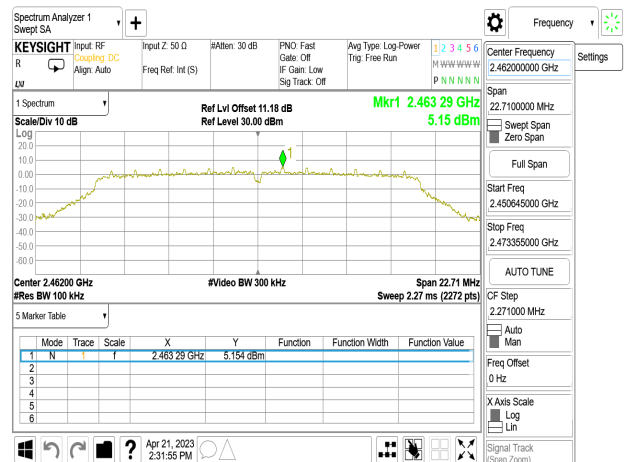 Spectrum Analyzer 1
Swept SA
Frequency
KEYSIGHT
R
Input: RF
Coupling: DC
Align: Auto
Input Z: 50 Ω
Freq Ref: Int (S)
#Atten: 30 dB
PNO: Fast
Gate: Off
IF Gain: Low
Sig Track: Off
Avg Type: Log-Power
Trig: Free Run
1 2 3 4 5 6
M W W W W W
P N N N N N
Center Frequency
2.462000000 GHz
Settings
Span
22.7100000 MHz
Swept Span
Zero Span
Full Span
Start Freq
2.450645000 GHz
Stop Freq
2.473355000 GHz
AUTO TUNE
CF Step
2.271000 MHz
Auto
Man
Freq Offset
0 Hz
X Axis Scale
Log
Lin
Signal Track
(Span Zoom)
1 Spectrum
Scale/Div 10 dB
Ref Lvl Offset 11.18 dB
Ref Level 30.00 dBm
Mkr1 2.463 29 GHz
5.15 dBm
Log
20.0
10.0
0.00
-10.0
-20.0
-30.0
-40.0
-50.0
-60.0
1
Center 2.46200 GHz
#Res BW 100 kHz
#Video BW 300 kHz
Span 22.71 MHz
Sweep 2.27 ms (2272 pts)
5 Marker Table
Mode Trace Scale X Y Function Function Width Function Value
1 N 1 f 2.463 29 GHz 5.154 dBm
2
3
4
5
6
?
Apr 21, 2023
2:31:55 PM